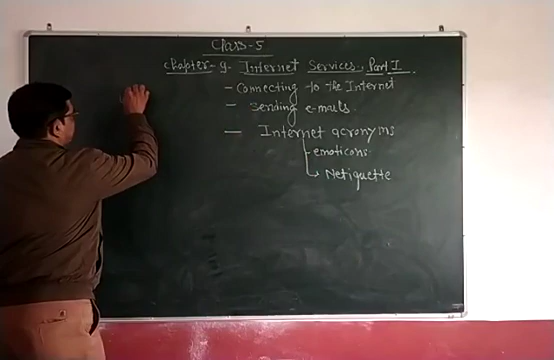 Class-5
Chapter-9. Internet Services, Part I
- Connecting to the Internet
- Sending e-mails.
- Internet acronyms
- emoticons
Netiquette